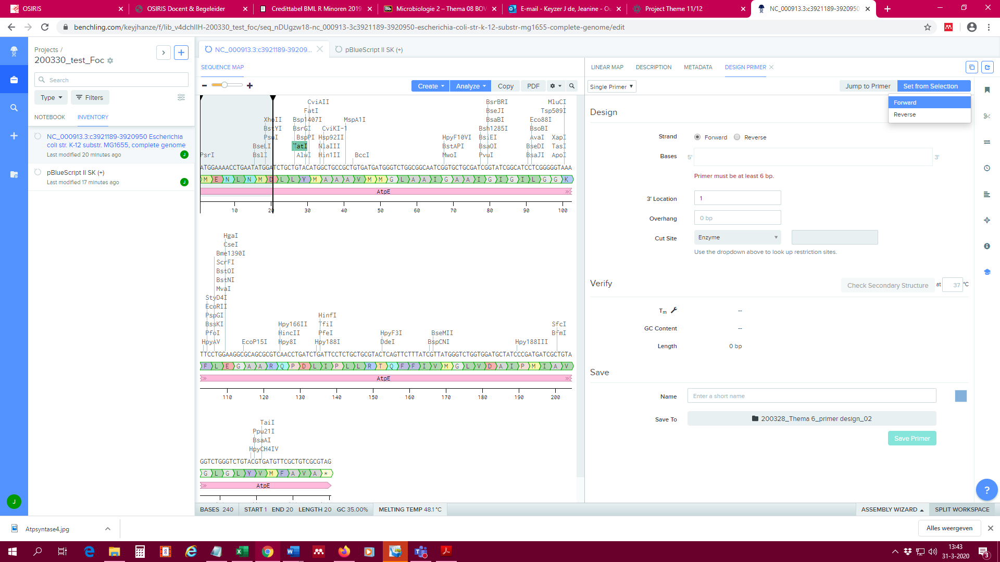 OSIRIS
OSIRIS Docent & Begeleider
Credittabel BML R Minoren 2019
Microbiologie 2 – Thema 08 BOV
E-mail - Keyzer J de, Jeanine - Ou
Project Theme 11/12
NC_000913.3:c3921189-3920950
benchling.com/keyjhanze/f/lib_v4dchIIH-200330_test_foc/seq_nDUgzw18-nc_000913-3c3921189-3920950-escherichia-coli-str-k-12-substr-mg1655-complete-genome/edit
Projects /
200330_test_Foc
Search
Type
Filters
NOTEBOOK INVENTORY
NC_000913.3:c3921189-3920950 Escherichia
coli str. K-12 substr. MG1655, complete genome
Last modified 20 minutes ago
J
pBlueScript II SK (+)
Last modified 17 minutes ago
J
J
NC_000913.3:c3921189-39209...
pBlueScript II SK (+)
SEQUENCE MAP
Create Analyze Copy PDF
CviAII BsrBRI MluCI
FatI BseJI Tsp509I
XhoII Bsp1407I MspA1I BsaBI Eco88I
BstYI BsrGI CviKI-1 Bsh1285I BsoBI
PsuI BspPI Hsp92II HpyF10VI BsiEI AvaI XapI
BseLI TatI NlaIII BstAPI BsaOI BseDI TasI
PsrI BslI AlwI Hin1II BccI MwoI PvuI BsaJI ApoI
ATGGAAAACCTGAATATGGATCTGCTGTACATGGCTGCCGCTGTGATGATGGGTCTGGCGGCAATCGGTGCTGCGATCGGTATCGGCATCCTCGGGGGTAAA
M E N L N M D L L Y M A A A V M M G L A A I G A A I G I G I L G G K
AtpE
10 20 30 40 50 60 70 80 90 100
HgaI
CseI
Bme1390I
ScrFI
BstOI
BstNI
MvaI
StyD4I
EcoRII
PspGI HinfI
BssKI Hpy166II TfiI SfcI
PfoI HincII PfeI HpyF3I BseMII BfmI
HpyAV EcoP15I Hpy8I Hpy188I DdeI BspCNI Hpy188III
TTCCTGGAAGGCGCAGCGCGTCAACCTGATCTGATTCCTCTGCTGCGTACTCAGTTCTTTATCGTTATGGGTCTGGTGGATGCTATCCCGATGATCGCTGTA
F L E G A A R Q P D L I P L L R T Q F F I V M G L V D A I P M I A V
AtpE
110 120 130 140 150 160 170 180 190 200
TaiI
Ppu21I
BsaAI
HpyCH4IV
GGTCTGGGTCTGTACGTGATGTTCGCTGTCGCGTAG
G L G L Y V M F A V A *
AtpE
BASES 240 START 1 END 20 LENGTH 20 GC 35.00% MELTING TEMP 48.1 °C
LINEAR MAP DESCRIPTION METADATA DESIGN PRIMER
Single Primer
Jump to Primer Set from Selection
Forward
Reverse
Design
Strand Forward Reverse
Bases 5' 3'
Primer must be at least 6 bp.
3' Location 1
Overhang 0 bp
Cut Site Enzyme
Use the dropdown above to look up restriction sites.
Verify
Check Secondary Structure at 37 °C
Tm --
GC Content --
Length 0 bp
Save
Name Enter a short name
Save To 200328_Thema 6_primer design_02
Save Primer
?
ASSEMBLY WIZARD SPLIT WORKSPACE
Atpsyntase4.jpg
Alles weergeven
13:43
31-3-2020
3